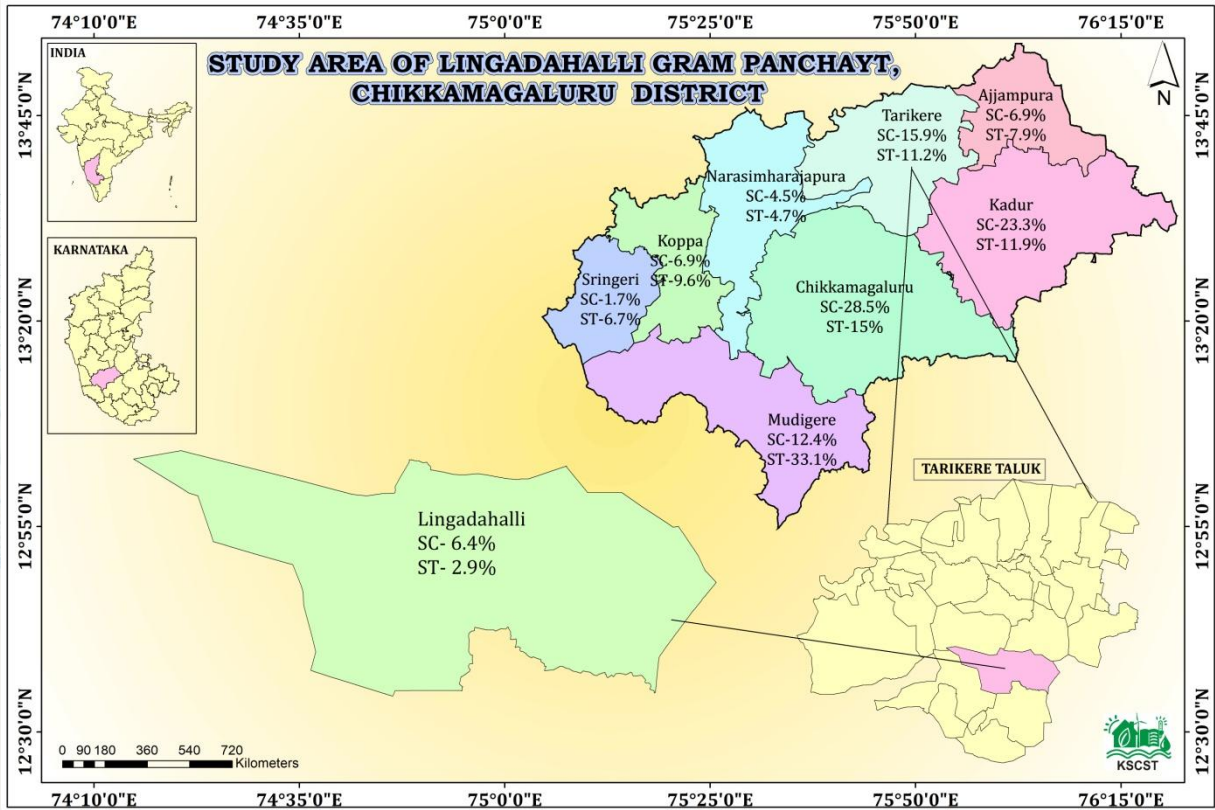 74°10'0"E 74°35'0"E 75°0'0"E 75°25'0"E 75°50'0"E 76°15'0"E
INDIA
STUDY AREA OF LINGADAHALLI GRAM PANCHAYT,
CHIKKAMAGALURU DISTRICT
N
13°45'0"N
13°45'0"N
Ajjampura
SC-6.9%
ST-7.9%
Tarikere
SC-15.9%
ST-11.2%
Narasimharajapura
SC-4.5%
ST-4.7%
Kadur
SC-23.3%
ST-11.9%
KARNATAKA
Koppa
SC-6.9%
ST-9.6%
Sringeri
SC-1.7%
ST-6.7%
Chikkamagaluru
SC-28.5%
ST-15%
13°20'0"N
13°20'0"N
Mudigere
SC-12.4%
ST-33.1%
TARIKERE TALUK
12°55'0"N
12°55'0"N
Lingadahalli
SC- 6.4%
ST- 2.9%
12°30'0"N
12°30'0"N
0 90 180 360 540 720
Kilometers
KSCST
74°10'0"E 74°35'0"E 75°0'0"E 75°25'0"E 75°50'0"E 76°15'0"E